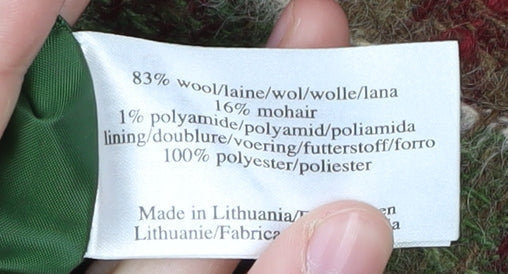 83% wool/laine/wol/wolle/lana
16% mohair
1% polyamide/polyamid/poliamida
lining/doublure/voering/futterstoff/forro
100% polyester/poliester
Made in Lithuania/
Lithuanie/Fabrica